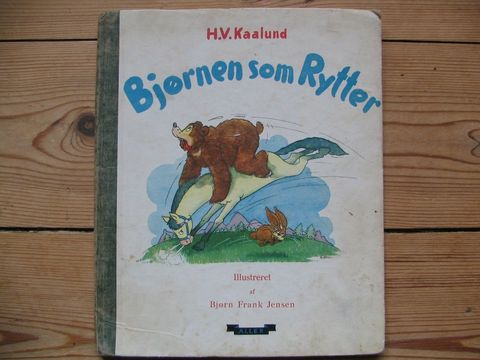 H.V. Kaalund
Bjørnen som Rytter
Illustreret
af
Bjørn Frank Jensen
ALLER